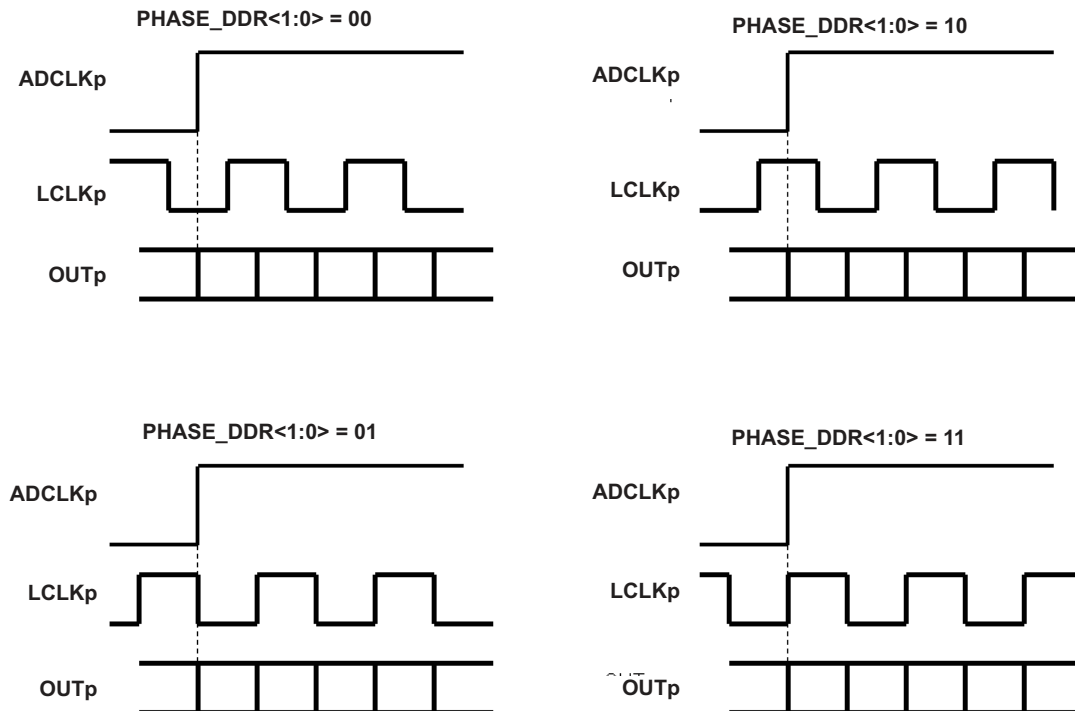 PHASE_DDR<1:0> = 00
ADCLKp
LCLKp
OUTp
PHASE_DDR<1:0> = 10
ADCLKp
LCLKp
OUTp
PHASE_DDR<1:0> = 01
ADCLKp
LCLKp
OUTp
PHASE_DDR<1:0> = 11
ADCLKp
LCLKp
OUTp